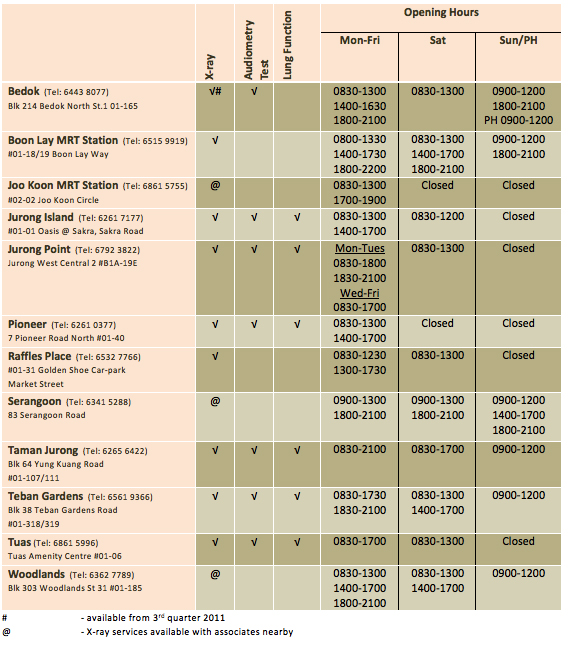 Opening Hours
X-ray Audiometry Test Lung Function Mon-Fri Sat Sun/PH
Bedok (Tel: 6443 8077) √# √ 0830-1300 0830-1300 0900-1200
Blk 214 Bedok North St.1 01-165 1400-1630 1800-2100
1800-2100 PH 0900-1200
Boon Lay MRT Station (Tel: 6515 9919) √ 0800-1330 0830-1300 0900-1200
#01-18/19 Boon Lay Way 1400-1730 1400-1700 1800-2100
1800-2200 1800-2100
Joo Koon MRT Station (Tel: 6861 5755) @ 0830-1300 Closed Closed
#02-02 Joo Koon Circle 1700-1900
Jurong Island (Tel: 6261 7177) √ √ √ 0830-1300 0830-1200 Closed
#01-01 Oasis @ Sakra, Sakra Road 1400-1700
Jurong Point (Tel: 6792 3822) √ √ √ Mon-Tues 0830-1300 Closed
Jurong West Central 2 #B1A-19E 0830-1800
1830-2100
Wed-Fri
0830-1700
Pioneer (Tel: 6261 0377) √ √ √ 0830-1300 Closed Closed
7 Pioneer Road North #01-40 1400-1700
Raffles Place (Tel: 6532 7766) √ 0830-1230 0830-1300 Closed
#01-31 Golden Shoe Car-park 1300-1730
Market Street
Serangoon (Tel: 6341 5288) @ 0900-1300 0900-1300 0900-1200
83 Serangoon Road 1800-2100 1800-2100 1400-1700
1800-2100
Taman Jurong (Tel: 6265 6422) √ √ √ 0830-2100 0830-1700 0900-1200
Blk 64 Yung Kuang Road
#01-107/111
Teban Gardens (Tel: 6561 9366) √ √ √ 0830-1730 0830-1300 0900-1200
Blk 38 Teban Gardens Road 1830-2100 1400-1700
#01-318/319
Tuas (Tel: 6861 5996) √ √ √ 0830-1700 0830-1300 Closed
Tuas Amenity Centre #01-06
Woodlands (Tel: 6362 7789) @ 0830-1300 0830-1300 0900-1200
Blk 303 Woodlands St 31 #01-185 1400-1700 1400-1700
1800-2100
# - available from 3rd quarter 2011
@ - X-ray services available with associates nearby